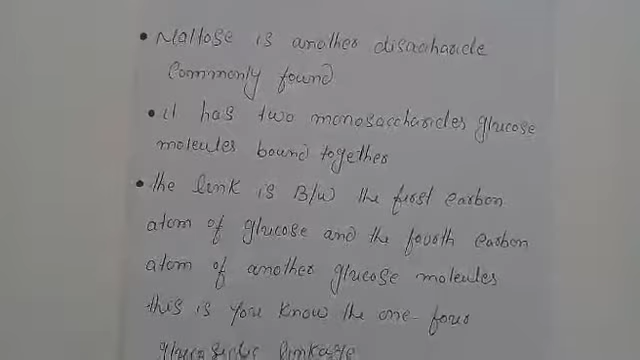 • Maltose is another disaccharide
commonly found
• it has two monosaccharides glucose
molecules bound together
• the link is B/w the first carbon
atom of glucose and the fourth carbon
atom of another glucose molecules
this is you know the one-four
glucosidic linkage